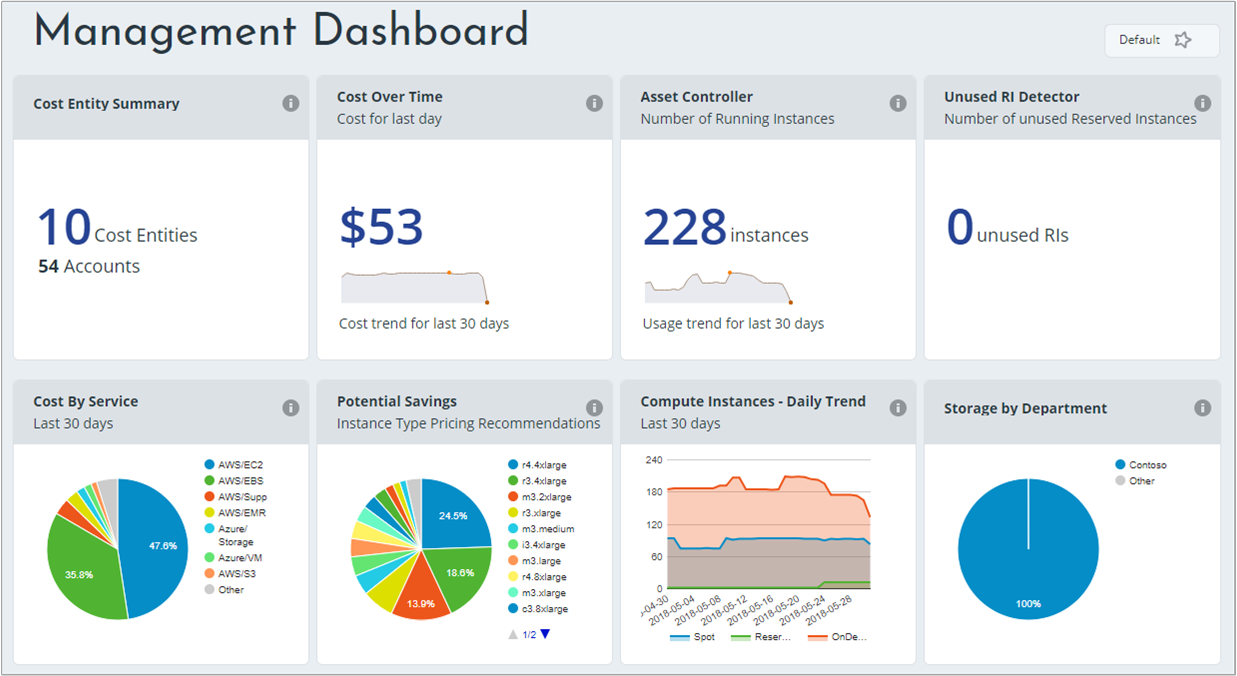 Management Dashboard
Default
Cost Entity Summary
10 Cost Entities
54 Accounts
Cost Over Time
Cost for last day
$53
Cost trend for last 30 days
Asset Controller
Number of Running Instances
228 instances
Usage trend for last 30 days
Unused RI Detector
Number of unused Reserved Instances
0 unused RIs
Cost By Service
Last 30 days
47.6%
35.8%
AWS/EC2
AWS/EBS
AWS/Supp
AWS/EMR
Azure/
Storage
Azure/VM
AWS/S3
Other
Potential Savings
Instance Type Pricing Recommendations
24.5%
18.6%
13.9%
r4.4xlarge
r3.4xlarge
m3.2xlarge
r3.xlarge
m3.medium
i3.4xlarge
m3.large
r4.8xlarge
m3.xlarge
c3.8xlarge
1/2
Compute Instances - Daily Trend
Last 30 days
240
180
120
60
0
-04-30
2018-05-04
2018-05-08
2018-05-12
2018-05-16
2018-05-20
2018-05-24
2018-05-28
Spot
Reser...
OnDe...
Storage by Department
Contoso
Other
100%